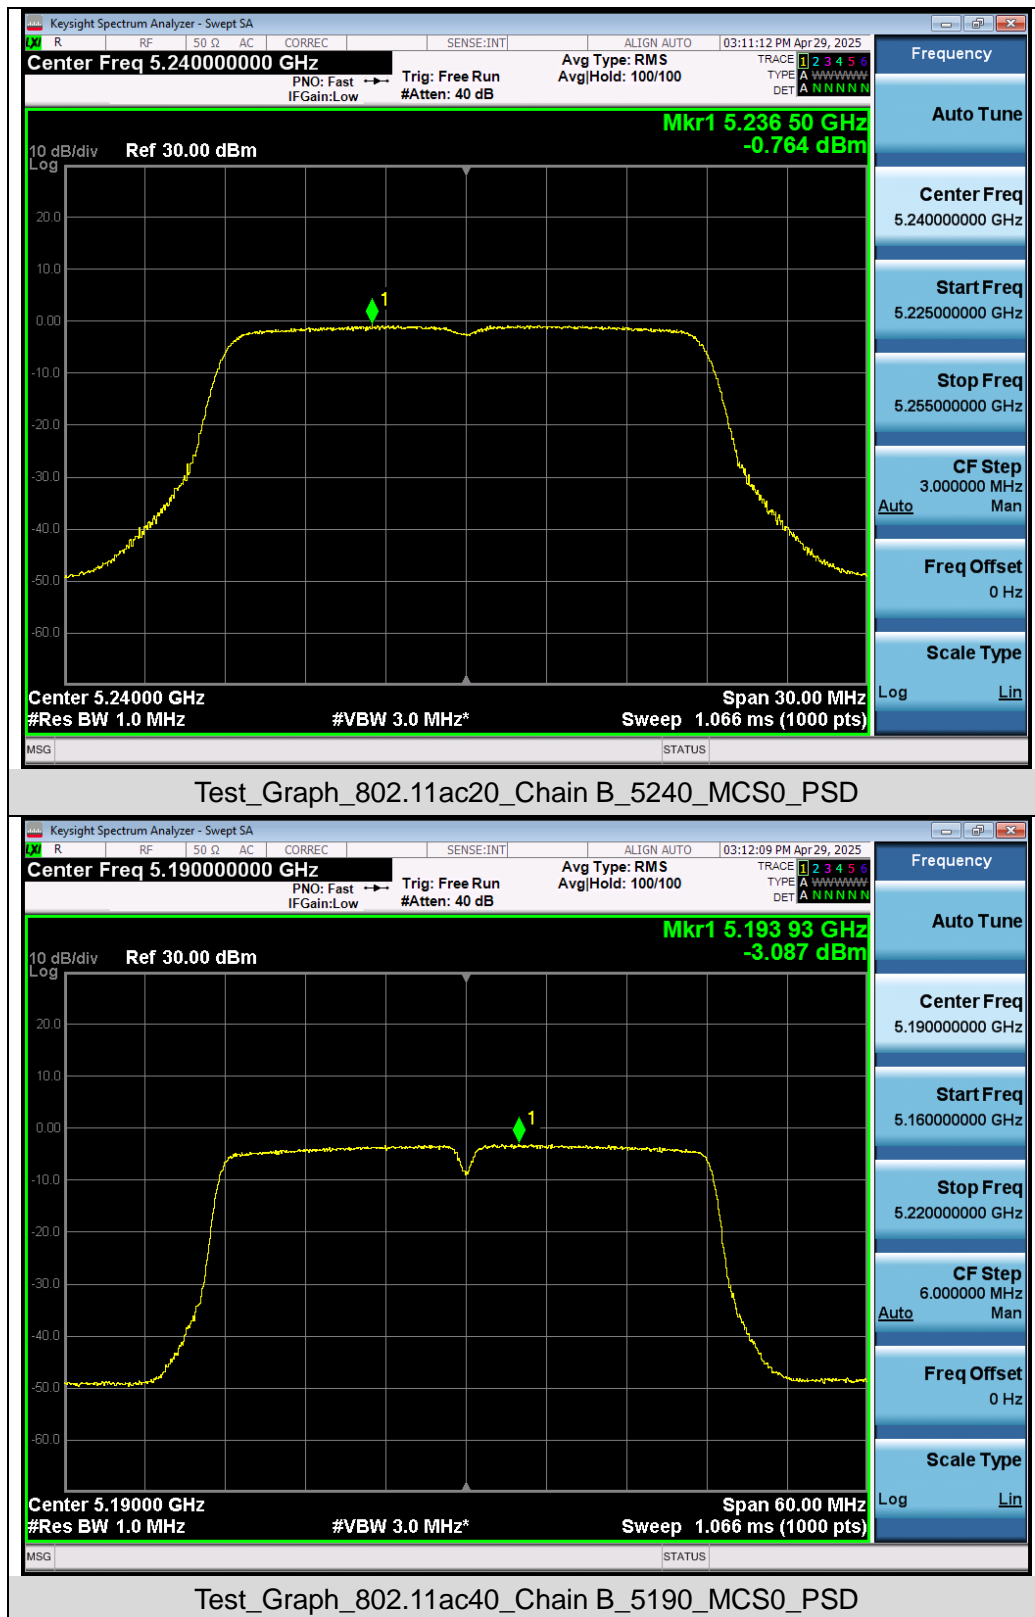 Keysight Spectrum Analyzer - Swept SA
LXI R RF 50 Ω AC CORREC SENSE:INT ALIGN AUTO 03:11:12 PM Apr 29, 2025
Center Freq 5.240000000 GHz
PNO: Fast
IFGain:Low
Trig: Free Run
#Atten: 40 dB
Avg Type: RMS
Avg|Hold: 100/100
TRACE 1 2 3 4 5 6
TYPE A WWWWW
DET A N N N N N
Mkr1 5.236 50 GHz
-0.764 dBm
10 dB/div Ref 30.00 dBm
Log
20.0
10.0
0.00
-10.0
-20.0
-30.0
-40.0
-50.0
-60.0
1
Center 5.24000 GHz Span 30.00 MHz
#Res BW 1.0 MHz #VBW 3.0 MHz* Sweep 1.066 ms (1000 pts)
MSG STATUS
Frequency
Auto Tune
Center Freq
5.240000000 GHz
Start Freq
5.225000000 GHz
Stop Freq
5.255000000 GHz
CF Step
3.000000 MHz
Auto Man
Freq Offset
0 Hz
Scale Type
Log Lin
Test_Graph_802.11ac20_Chain B_5240_MCS0_PSD
Keysight Spectrum Analyzer - Swept SA
LXI R RF 50 Ω AC CORREC SENSE:INT ALIGN AUTO 03:12:09 PM Apr 29, 2025
Center Freq 5.190000000 GHz
PNO: Fast
IFGain:Low
Trig: Free Run
#Atten: 40 dB
Avg Type: RMS
Avg|Hold: 100/100
TRACE 1 2 3 4 5 6
TYPE A WWWWW
DET A N N N N N
Mkr1 5.193 93 GHz
-3.087 dBm
10 dB/div Ref 30.00 dBm
Log
20.0
10.0
0.00
-10.0
-20.0
-30.0
-40.0
-50.0
-60.0
1
Center 5.19000 GHz Span 60.00 MHz
#Res BW 1.0 MHz #VBW 3.0 MHz* Sweep 1.066 ms (1000 pts)
MSG STATUS
Frequency
Auto Tune
Center Freq
5.190000000 GHz
Start Freq
5.160000000 GHz
Stop Freq
5.220000000 GHz
CF Step
6.000000 MHz
Auto Man
Freq Offset
0 Hz
Scale Type
Log Lin
Test_Graph_802.11ac40_Chain B_5190_MCS0_PSD